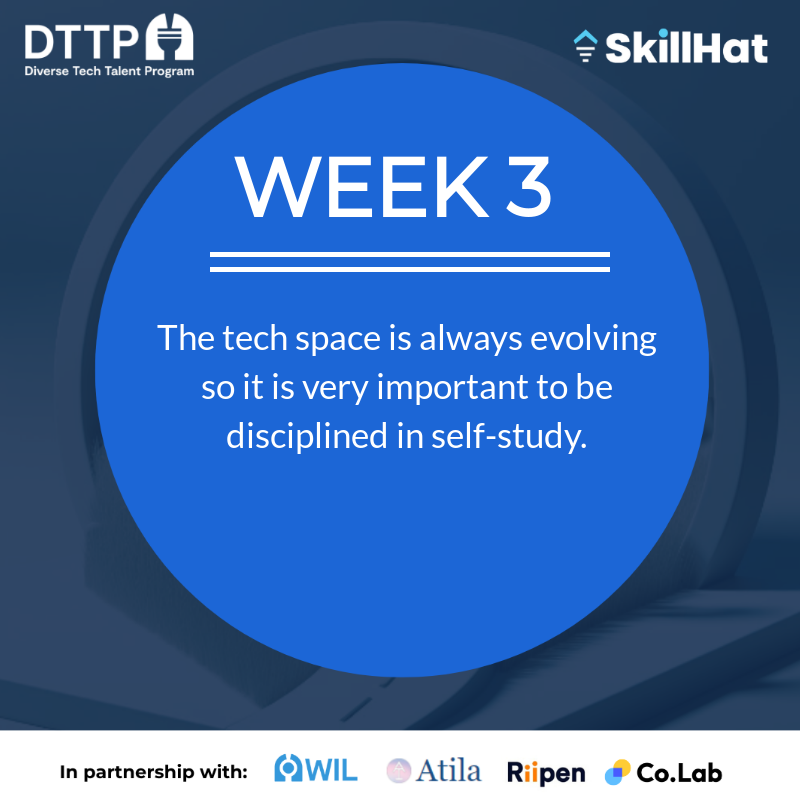 DTTP
Diverse Tech Talent Program
SkillHat
WEEK 3
The tech space is always evolving
so it is very important to be
disciplined in self-study.
In partnership with:
WIL
Atila
Riipen
Co.Lab